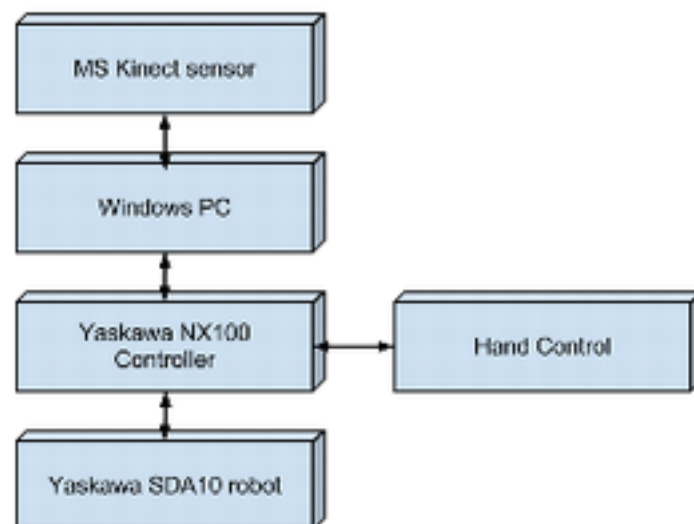 MS Kinect sensor
Windows PC
Yaskawa NX100
Controller
Hand Control
Yaskawa SDA10 robot